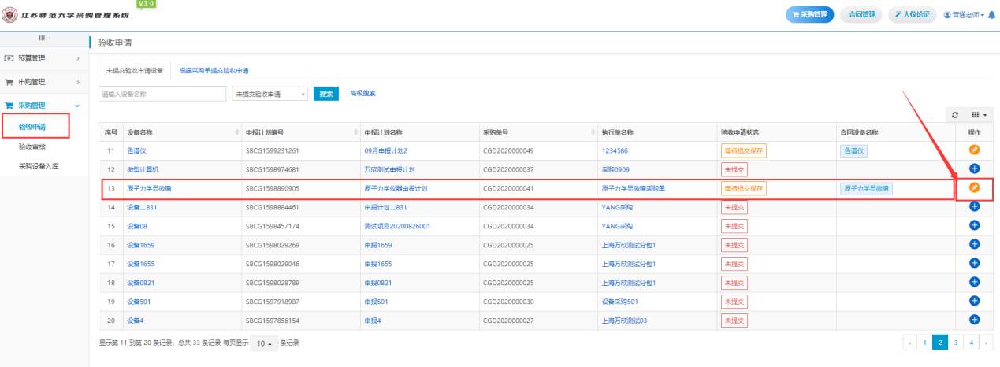 V3.0
江苏师范大学采购管理系统
采购管理 合同管理 大仪论证 普通老师
验收申请
预算管理
申购管理
采购管理
验收申请
验收审核
采购设备入库
未提交验收申请设备 根据采购单提交验收申请
请输入设备名称 未提交验收申请 搜索 高级搜索
序号 设备名称 申报计划编号 申报计划名称 采购单号 执行单名称 验收申请状态 合同设备名称 操作
11 色谱仪 SBCG1599231261 09月申报计划2 CGD2020000049 1234586 等待提交保存 色谱仪
12 微型计算机 SBCG1598974681 万欣测试申报计划 CGD2020000037 采购0909 未提交
13 原子力学显微镜 SBCG1598890905 原子力学仪器申报计划 CGD2020000041 原子力学显微镜采购单 等待提交保存 原子力学显微镜
14 设备二831 SBCG1598884461 申报计划二831 CGD2020000034 YANG采购 未提交
15 设备08 SBCG1598457174 测试项目20200826001 CGD2020000034 YANG采购 未提交
16 设备1659 SBCG1598029269 申报1659 CGD2020000025 上海万欣测试分包1 未提交
17 设备1655 SBCG1598029046 申报1655 CGD2020000025 上海万欣测试分包1 未提交
18 设备0821 SBCG1598028789 申报0821 CGD2020000025 上海万欣测试分包1 未提交
19 设备501 SBCG1597918987 申报501 CGD2020000030 设备采购501 未提交
20 设备4 SBCG1597856154 申报4 CGD2020000027 上海万欣测试03 未提交
显示第 11 到第 20 条记录，总共 33 条记录 每页显示 10 条记录 ‹ 1 2 3 4 ›